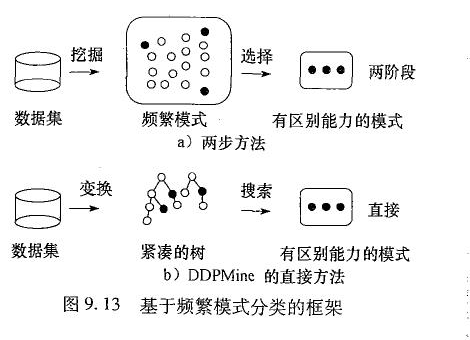 挖掘 选择
两阶段
数据集 频繁模式 有区别能力的模式
a）两步方法
变换 搜索
直接
数据集 紧凑的树 有区别能力的模式
b）DDPMine 的直接方法
图 9.13 基于频繁模式分类的框架